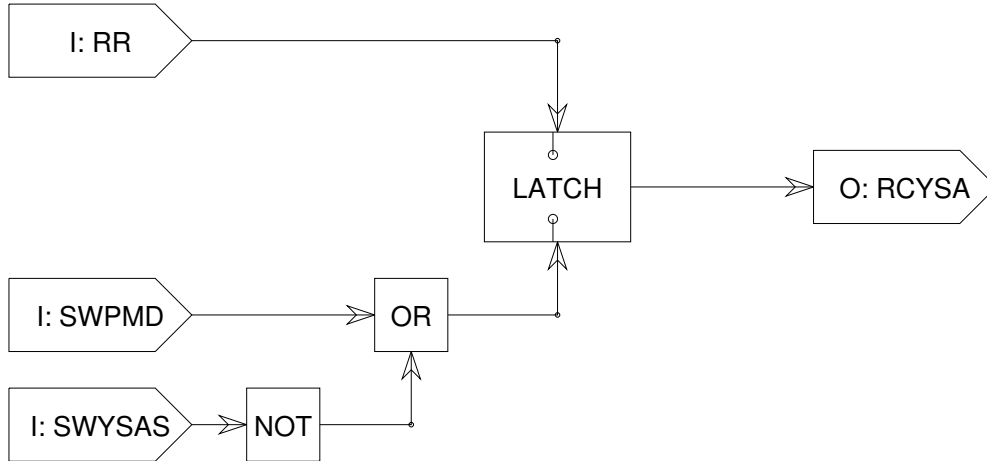 I: RR
LATCH
O: RCYSA
I: SWPMD
OR
I: SWYSAS
NOT